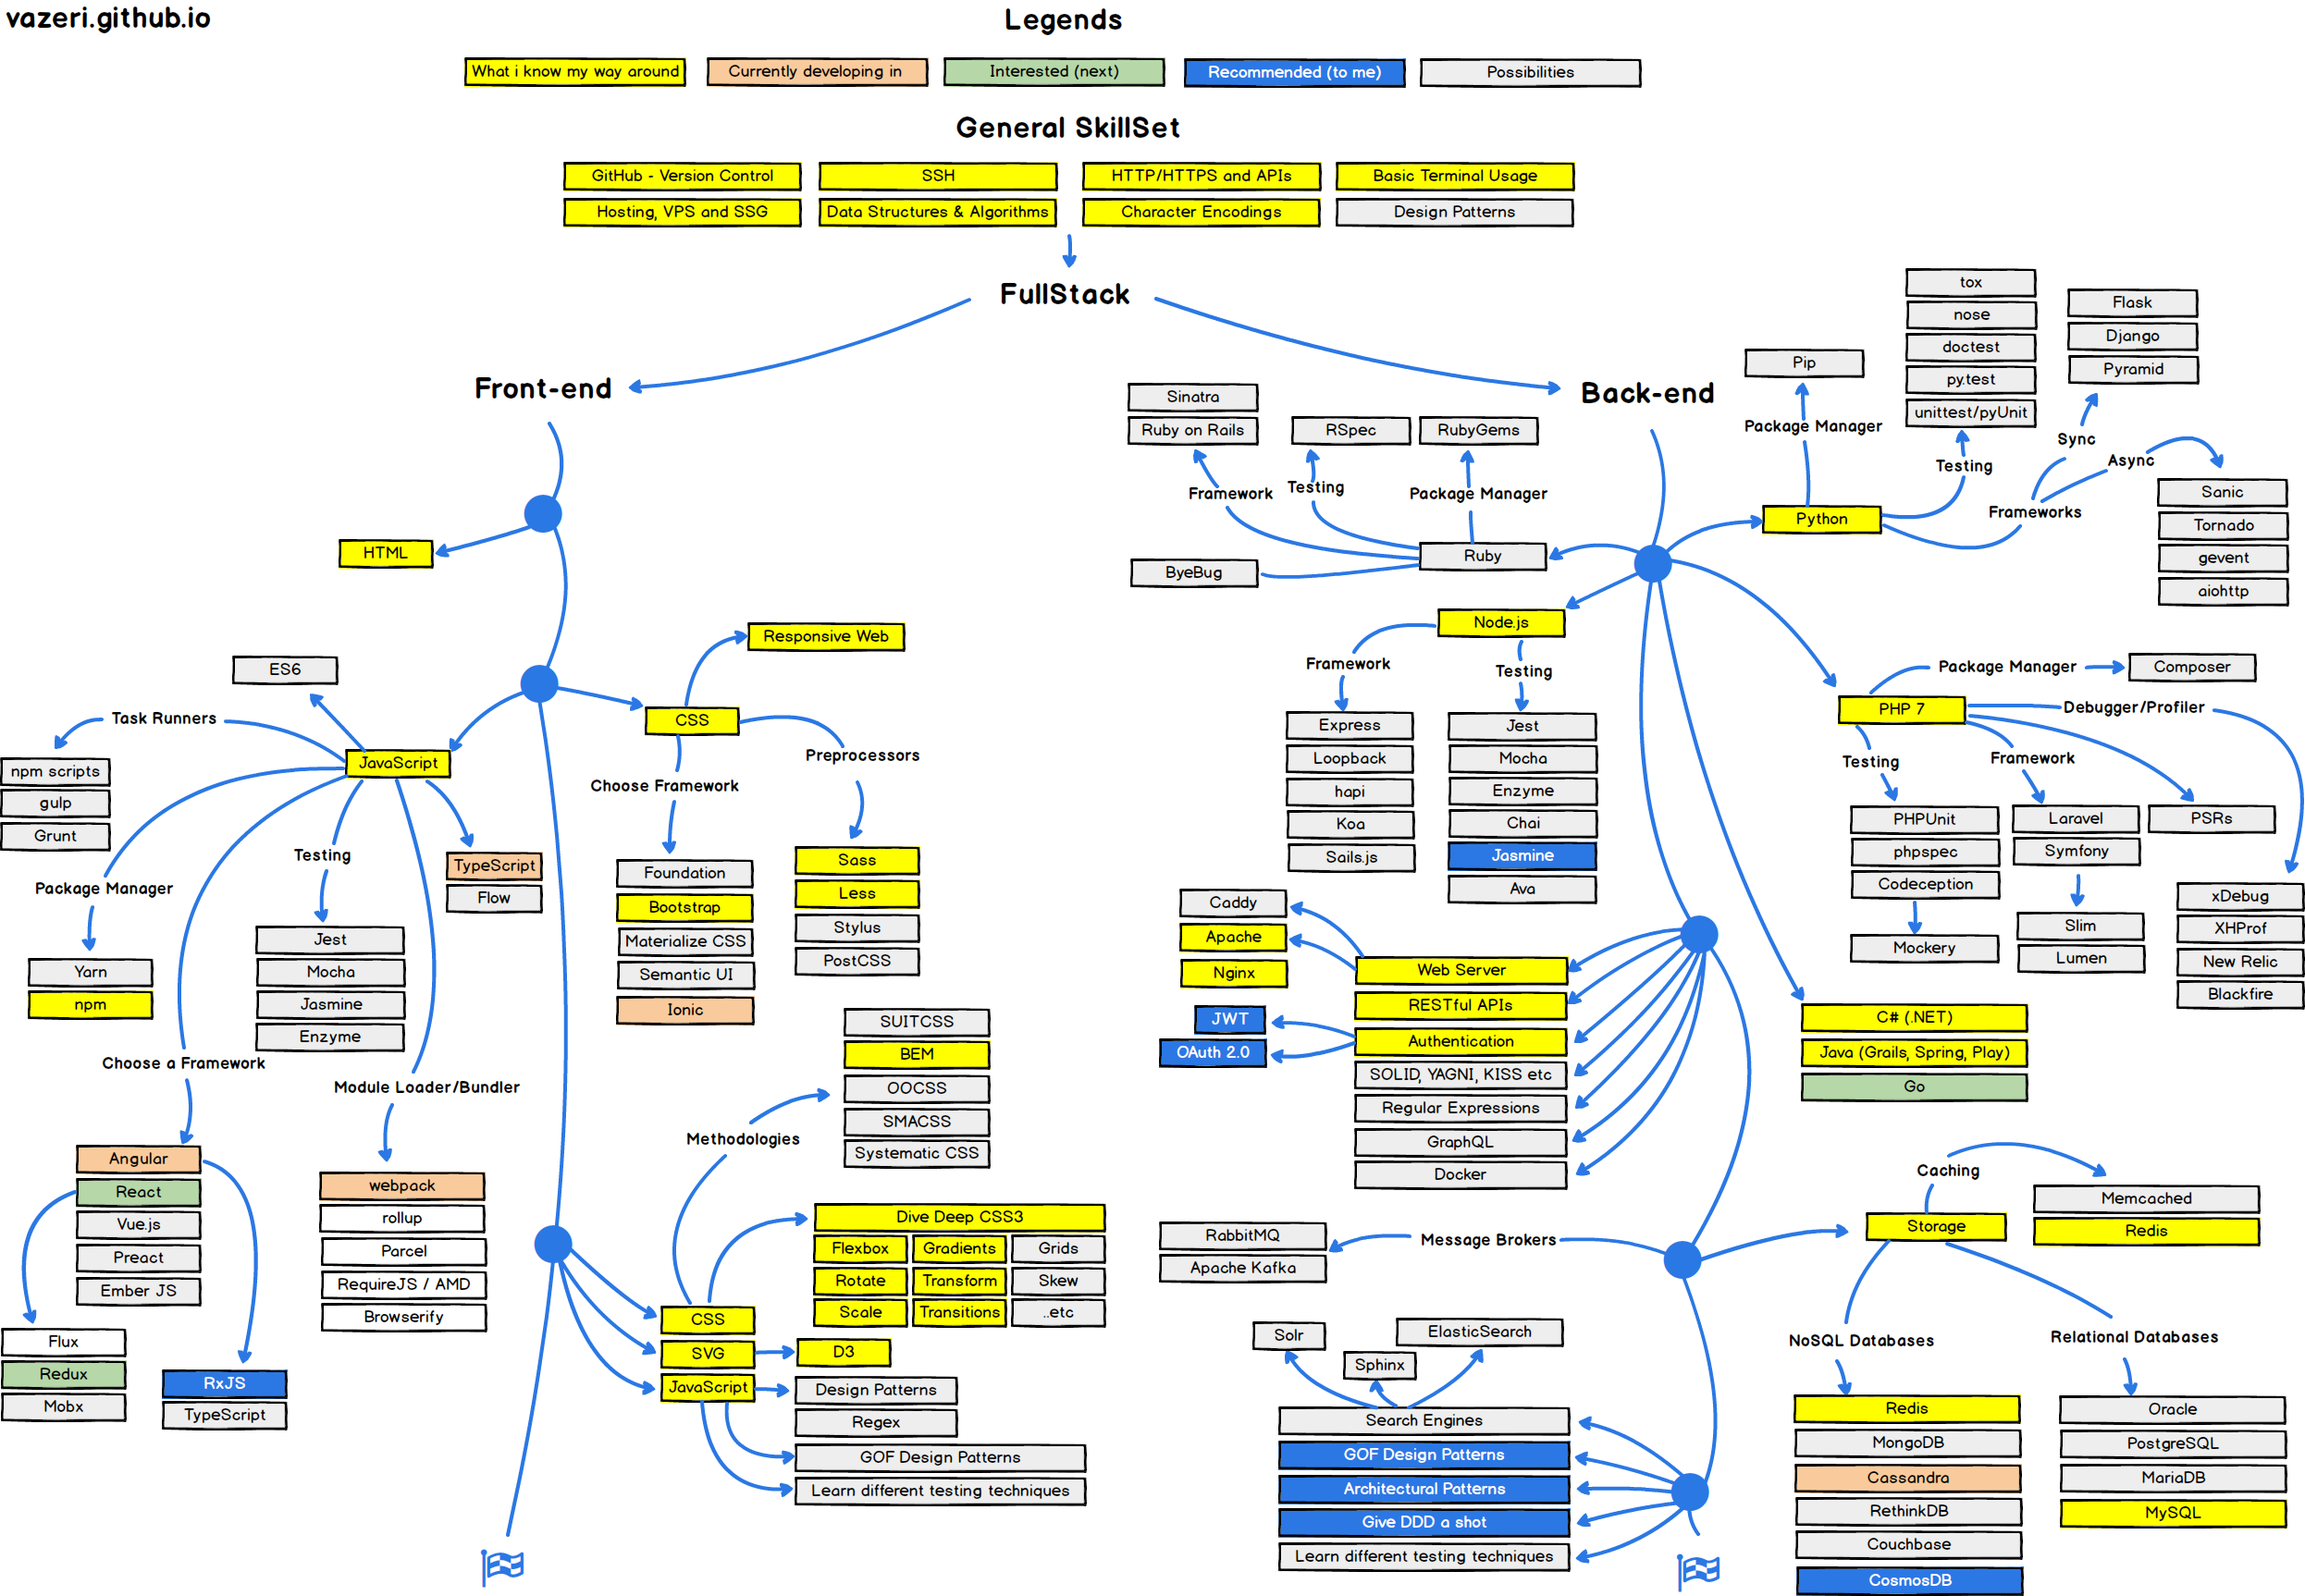 vazeri.github.io
Legends
What i know my way around
Currently developing in
Interested (next)
Recommended (to me)
Possibilities
General SkillSet
GitHub - Version Control
SSH
HTTP/HTTPS and APIs
Basic Terminal Usage
Hosting, VPS and SSG
Data Structures & Algorithms
Character Encodings
Design Patterns
FullStack
Front-end
HTML
Responsive Web
ES6
Task Runners
CSS
JavaScript
Preprocessors
npm scripts
gulp
Grunt
Choose Framework
Testing
TypeScript
Flow
Package Manager
Foundation
Bootstrap
Materialize CSS
Semantic UI
Ionic
Sass
Less
Stylus
PostCSS
Yarn
npm
Jest
Mocha
Jasmine
Enzyme
Choose a Framework
Module Loader/Bundler
SUITCSS
BEM
OOCSS
SMACSS
Systematic CSS
Methodologies
Angular
React
Vue.js
Preact
Ember JS
webpack
rollup
Parcel
RequireJS / AMD
Browserify
Flux
Redux
Mobx
RxJS
TypeScript
Dive Deep CSS3
Flexbox
Gradients
Grids
Rotate
Transform
Skew
Scale
Transitions
..etc
CSS
SVG
D3
JavaScript
Design Patterns
Regex
GOF Design Patterns
Learn different testing techniques
Back-end
Sinatra
Ruby on Rails
RSpec
RubyGems
Framework
Testing
Package Manager
Ruby
ByeBug
Pip
Package Manager
tox
nose
doctest
py.test
unittest/pyUnit
Testing
Flask
Django
Pyramid
Sync
Async
Frameworks
Python
Sanic
Tornado
gevent
aiohttp
Node.js
Framework
Testing
Express
Loopback
hapi
Koa
Sails.js
Jest
Mocha
Enzyme
Chai
Jasmine
Ava
Package Manager
Composer
PHP 7
Debugger/Profiler
Testing
Framework
PHPUnit
phpspec
Codeception
Mockery
Laravel
Symfony
Slim
Lumen
PSRs
xDebug
XHProf
New Relic
Blackfire
Caddy
Apache
Nginx
JWT
OAuth 2.0
Web Server
RESTful APIs
Authentication
SOLID, YAGNI, KISS etc
Regular Expressions
GraphQL
Docker
C# (.NET)
Java (Grails, Spring, Play)
Go
Caching
Memcached
Redis
Storage
RabbitMQ
Apache Kafka
Message Brokers
NoSQL Databases
Relational Databases
Solr
Sphinx
ElasticSearch
Search Engines
GOF Design Patterns
Architectural Patterns
Give DDD a shot
Learn different testing techniques
Redis
MongoDB
Cassandra
RethinkDB
Couchbase
CosmosDB
Oracle
PostgreSQL
MariaDB
MySQL